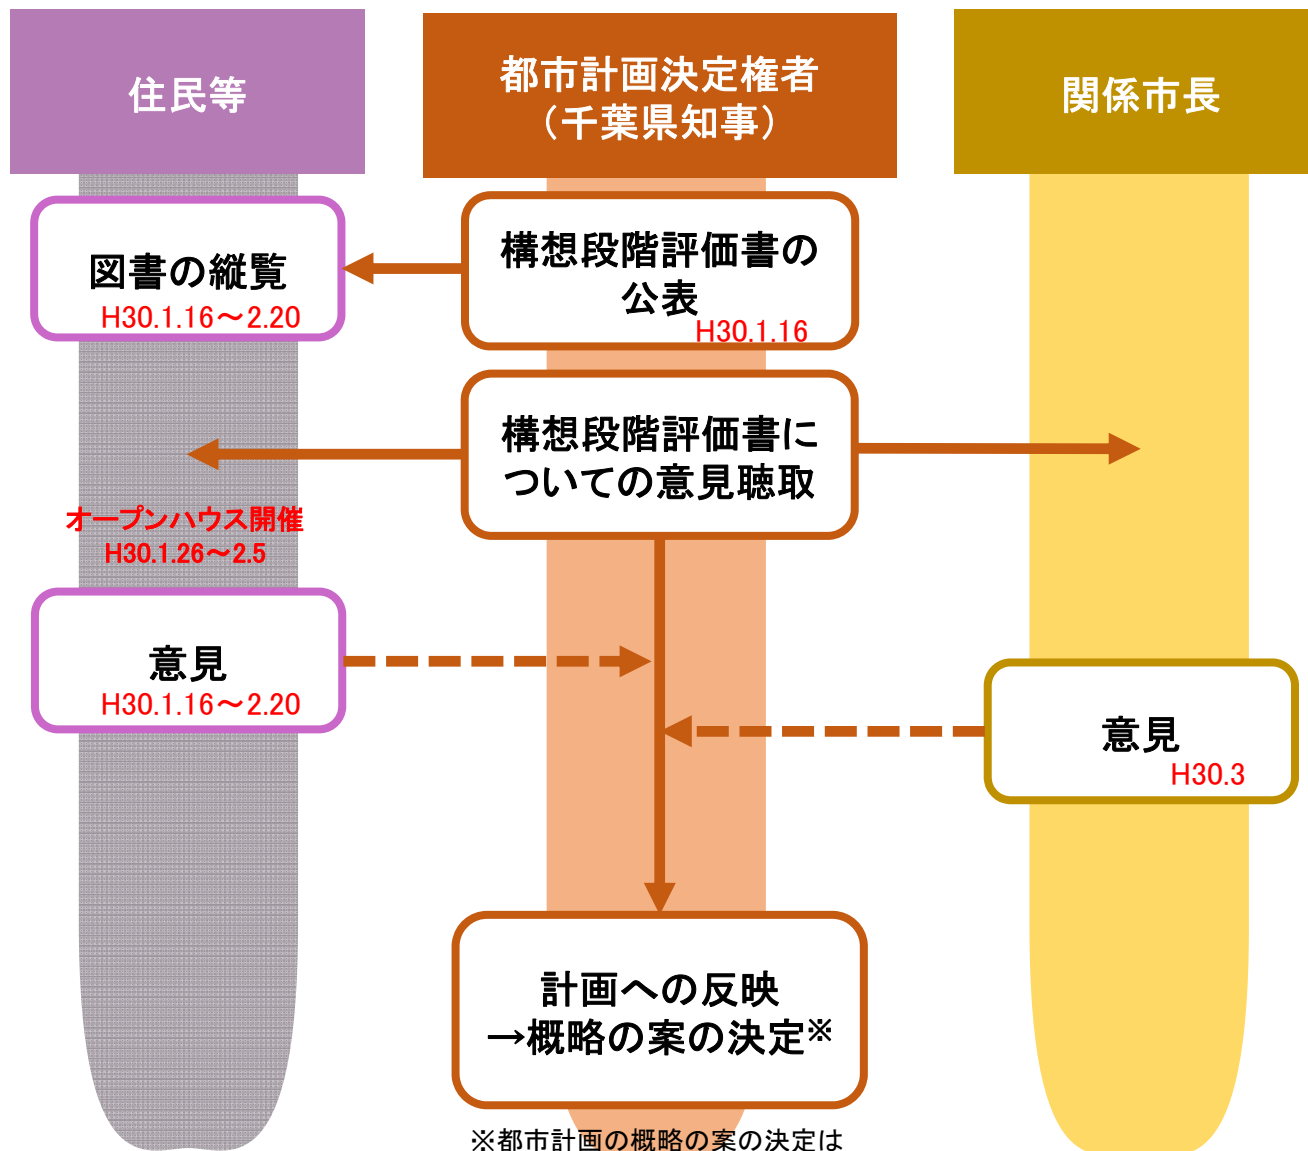 住民等
都市計画決定権者
（千葉県知事）
関係市長
図書の縦覧
H30.1.16～2.20
構想段階評価書の
公表
H30.1.16
構想段階評価書に
ついての意見聴取
オープンハウス開催
H30.1.26～2.5
意見
H30.1.16～2.20
意見
H30.3
計画への反映
→概略の案の決定※
※都市計画の概略の案の決定は